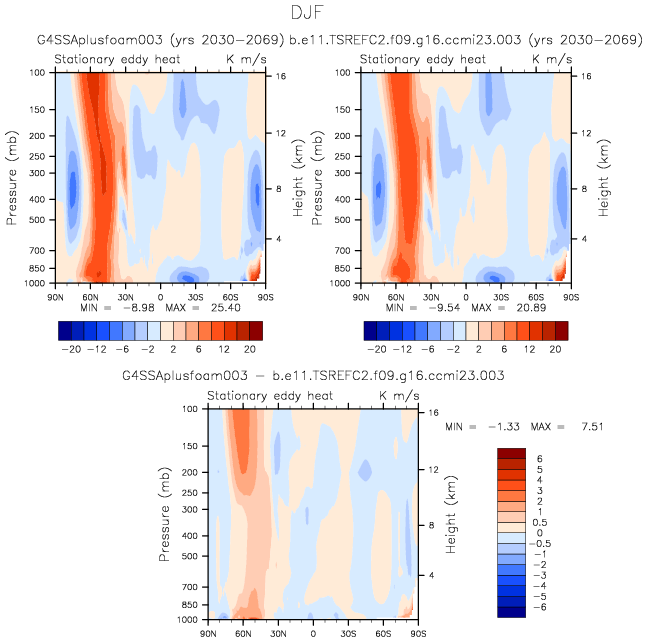 DJF
G4SSAplusfoam003 (yrs 2030-2069) b.e11.TSREFC2.f09.g16.ccmi23.003 (yrs 2030-2069)
Stationary eddy heat K m/s
Stationary eddy heat K m/s
Pressure (mb)
100
150
200
250
300
400
500
700
850
1000
16
12
8
4
Height (km)
90N 60N 30N 0 30S 60S 90S
MIN = -8.98 MAX = 25.40
-20 -12 -6 -2 2 6 12 20
Pressure (mb)
100
150
200
250
300
400
500
700
850
1000
16
12
8
4
Height (km)
90N 60N 30N 0 30S 60S 90S
MIN = -9.54 MAX = 20.89
-20 -12 -6 -2 2 6 12 20
G4SSAplusfoam003 - b.e11.TSREFC2.f09.g16.ccmi23.003
Stationary eddy heat K m/s
Pressure (mb)
100
150
200
250
300
400
500
700
850
1000
16
12
8
4
Height (km)
90N 60N 30N 0 30S 60S 90S
MIN = -1.33 MAX = 7.51
6
5
4
3
2
1
0.5
0
-0.5
-1
-2
-3
-4
-5
-6